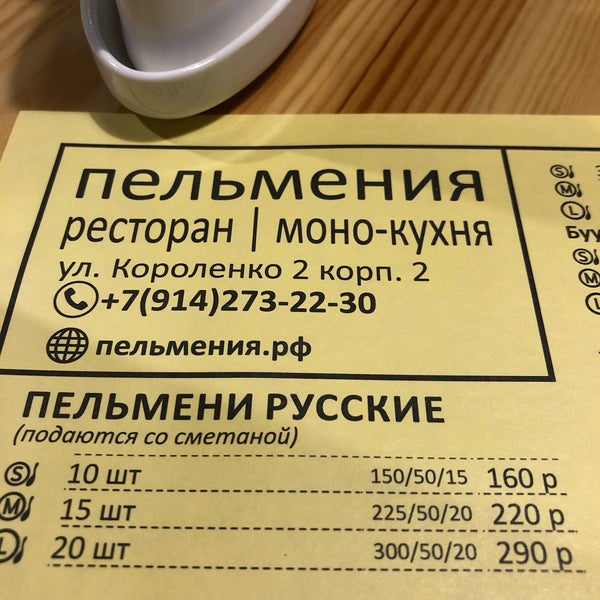 пельмения
ресторан | моно-кухня
ул. Короленко 2 корп. 2
+7(914)273-22-30
пельмения.рф
ПЕЛЬМЕНИ РУССКИЕ
(подаются со сметаной)
S 10 шт 150/50/15 160 р
M 15 шт 225/50/20 220 р
L 20 шт 300/50/20 290 р
S
M
L
Буу
S
M
L